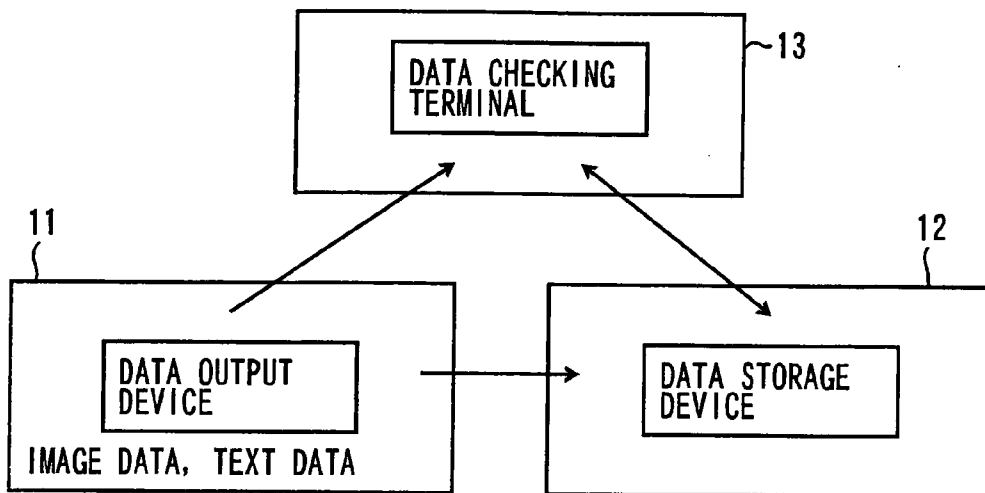 13
DATA CHECKING
TERMINAL
11
12
DATA OUTPUT
DEVICE
IMAGE DATA, TEXT DATA
DATA STORAGE
DEVICE